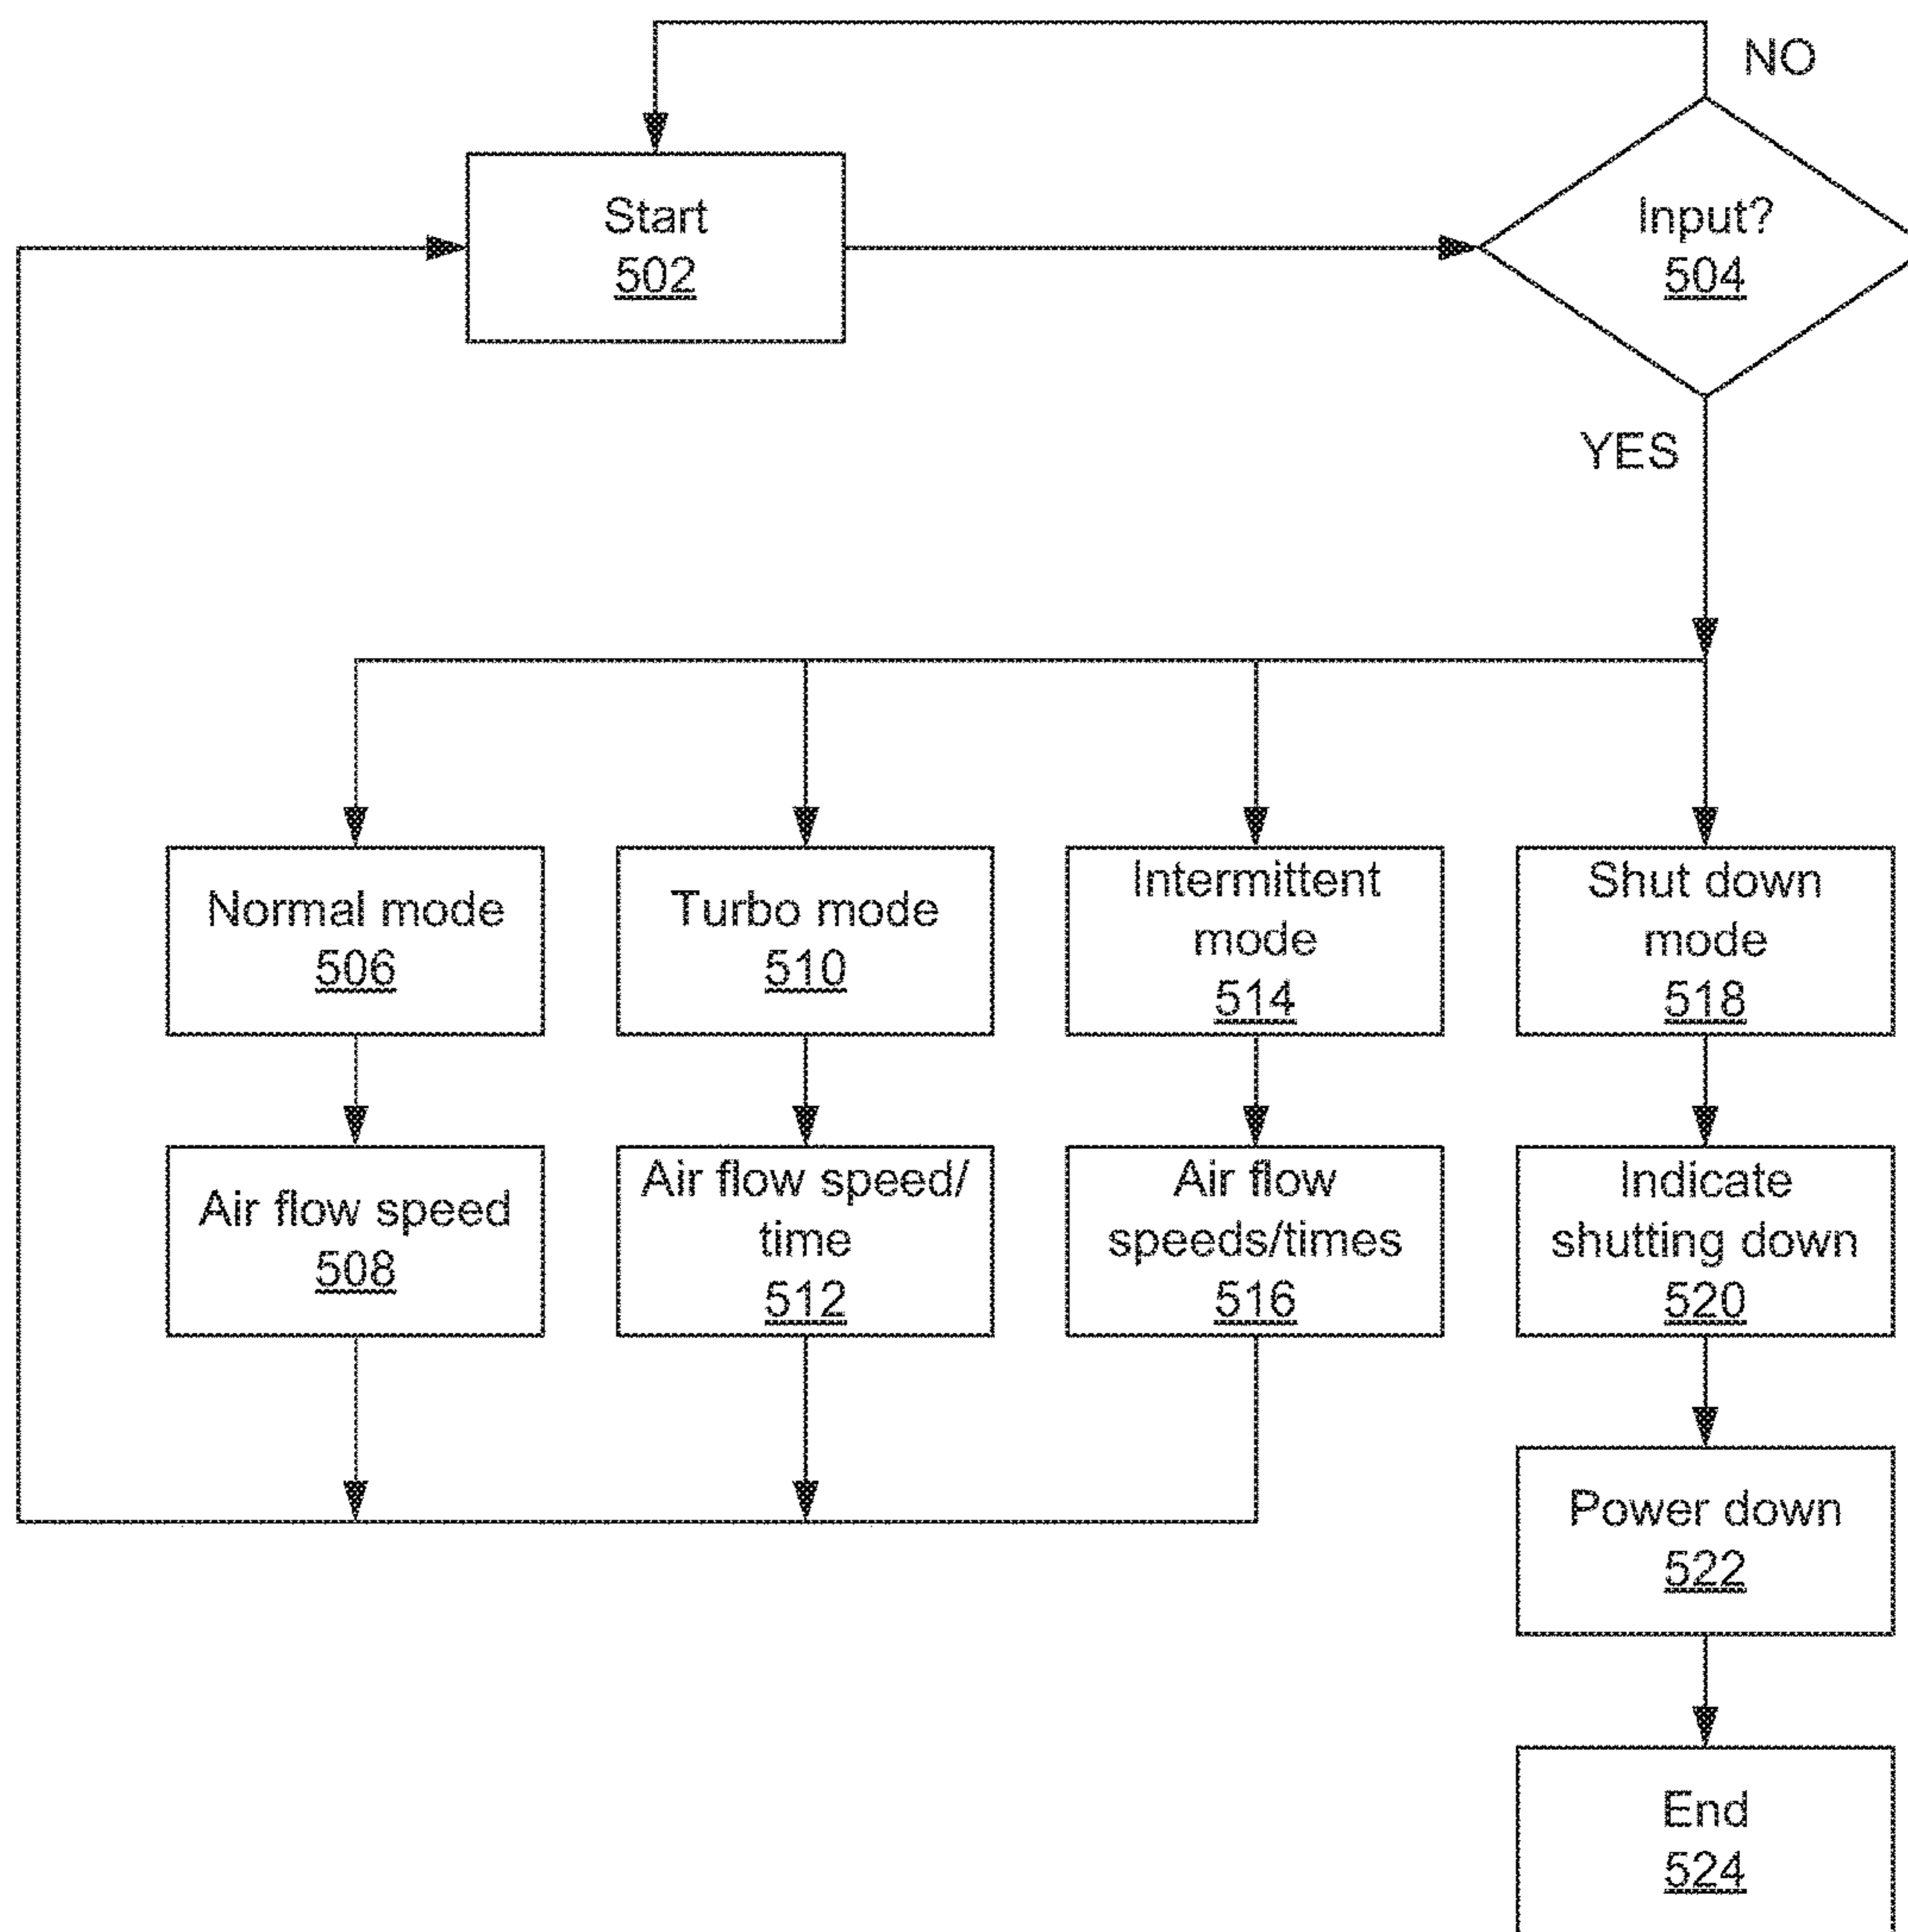 NO
Start
502
Input?
504
YES
Normal mode
506
Turbo mode
510
Intermittent
mode
514
Shut down
mode
518
Air flow speed
508
Air flow speed/
time
512
Air flow
speeds/times
516
Indicate
shutting down
520
Power down
522
End
524